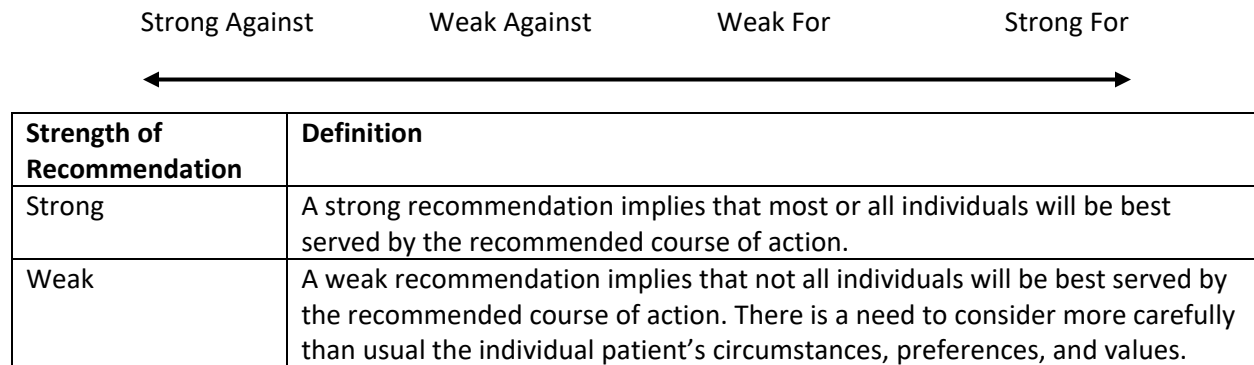 Strong Against Weak Against Weak For Strong For
Strength of Definition
Recommendation
Strong A strong recommendation implies that most or all individuals will be best
served by the recommended course of action.
Weak A weak recommendation implies that not all individuals will be best served by
the recommended course of action. There is a need to consider more carefully
than usual the individual patient’s circumstances, preferences, and values.